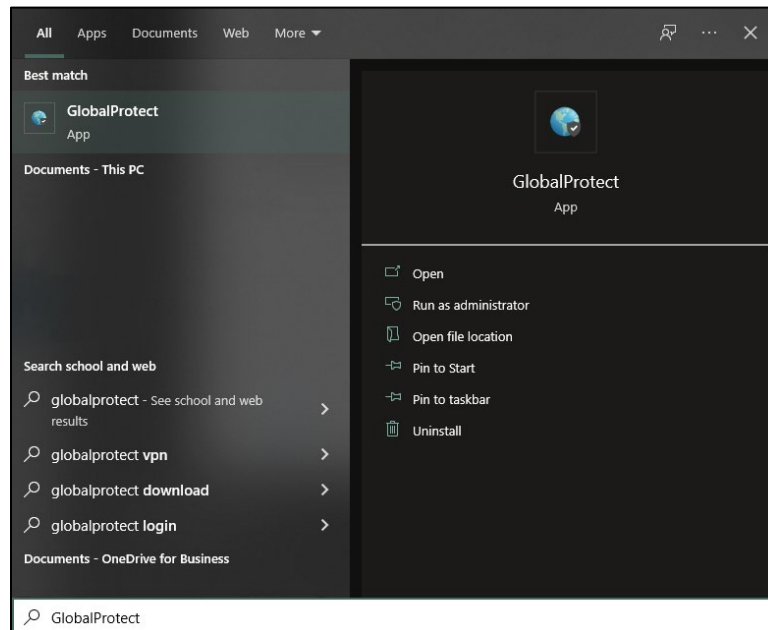 All Apps Documents Web More
Best match
GlobalProtect
App
Documents - This PC
Search school and web
globalprotect - See school and web
results
globalprotect vpn
globalprotect download
globalprotect login
Documents - OneDrive for Business
GlobalProtect
App
Open
Run as administrator
Open file location
Pin to Start
Pin to taskbar
Uninstall
GlobalProtect